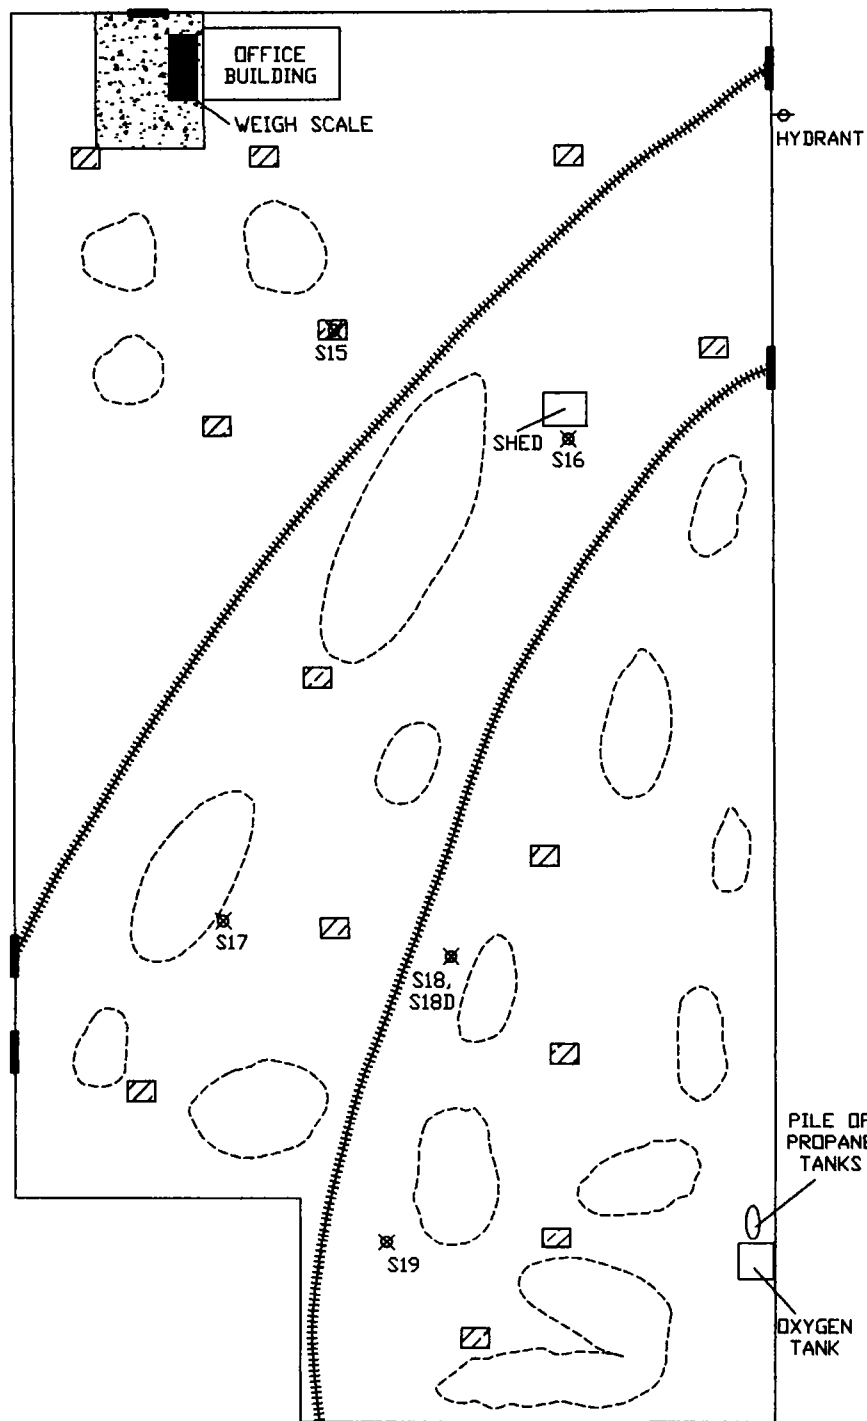 OFFICE
BUILDING
WEIGH SCALE
HYDRANT
S15
SHED
S16
S17
S18,
S18D
PILE OF
PROPANE
TANKS
S19
OXYGEN
TANK